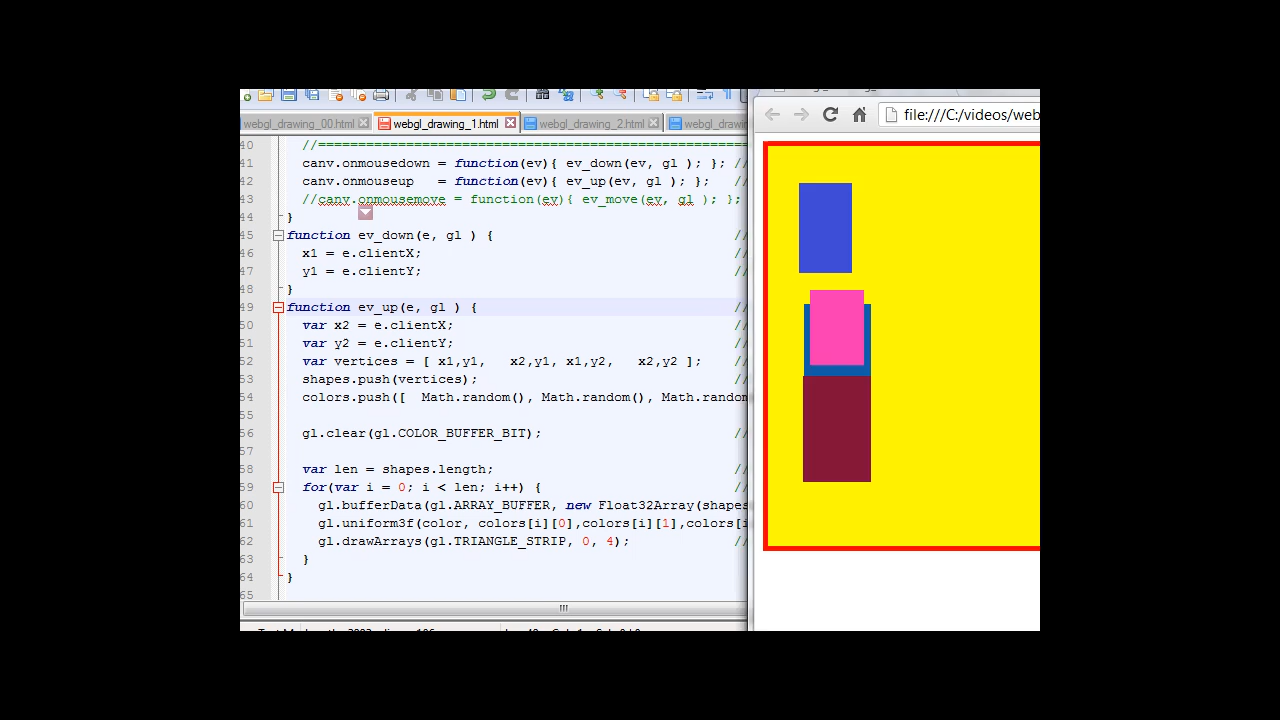 webgl_drawing_00.html webgl_drawing_1.html webgl_drawing_2.html
file:///C:/videos/web
40 //======================================================
41 canv.onmousedown = function(ev){ ev_down(ev, gl ); }; //
42 canv.onmouseup   = function(ev){ ev_up(ev, gl ); };   //
43 //canv.onmousemove = function(ev){ ev_move(ev, gl ); };
44 }
45 function ev_down(e, gl ) { //
46 x1 = e.clientX; //
47 y1 = e.clientY; //
48 }
49 function ev_up(e, gl ) { //
50 var x2 = e.clientX; //
51 var y2 = e.clientY; //
52 var vertices = [ x1,y1,   x2,y1, x1,y2,   x2,y2 ]; //
53 shapes.push(vertices); //
54 colors.push([  Math.random(), Math.random(), Math.random
55
56 gl.clear(gl.COLOR_BUFFER_BIT); //
57
58 var len = shapes.length; //
59 for(var i = 0; i < len; i++) { //
60 gl.bufferData(gl.ARRAY_BUFFER, new Float32Array(shapes
61 gl.uniform3f(color, colors[i][0],colors[i][1],colors[i
62 gl.drawArrays(gl.TRIANGLE_STRIP, 0, 4); //
63 }
64 }
65